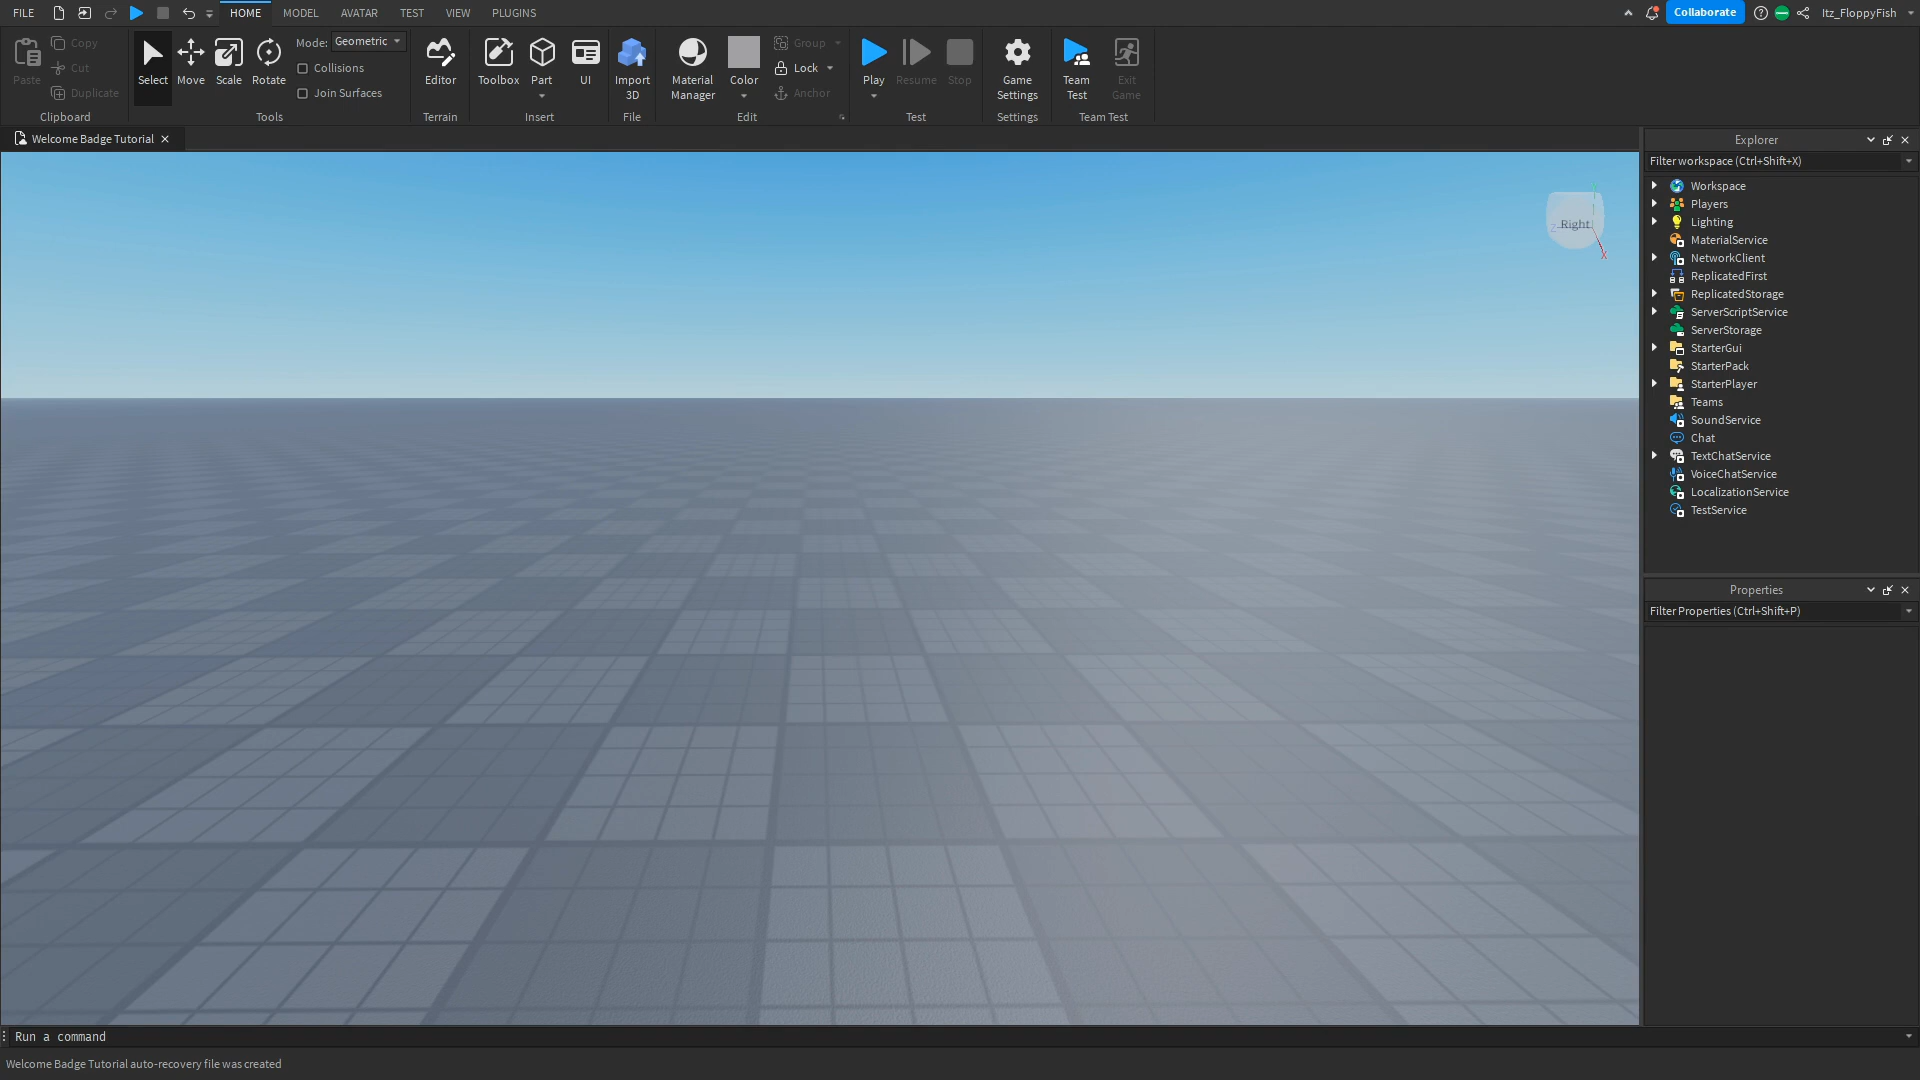 FILE HOME MODEL AVATAR TEST VIEW PLUGINS Collaborate Itz_FloppyFish
Paste
Copy
Cut
Duplicate
Clipboard
Select Move Scale Rotate
Mode: Geometric
Collisions
Join Surfaces
Tools
Editor
Terrain
Toolbox Part UI
Insert
Import
3D
File
Material
Manager
Color
Group
Lock
Anchor
Edit
Play Resume Stop
Test
Game
Settings
Settings
Team
Test
Exit
Game
Team Test
Welcome Badge Tutorial
Right
Z
X
Explorer
Filter workspace (Ctrl+Shift+X)
Workspace
Players
Lighting
MaterialService
NetworkClient
ReplicatedFirst
ReplicatedStorage
ServerScriptService
ServerStorage
StarterGui
StarterPack
StarterPlayer
Teams
SoundService
Chat
TextChatService
VoiceChatService
LocalizationService
TestService
Properties
Filter Properties (Ctrl+Shift+P)
Run a command
Welcome Badge Tutorial auto-recovery file was created